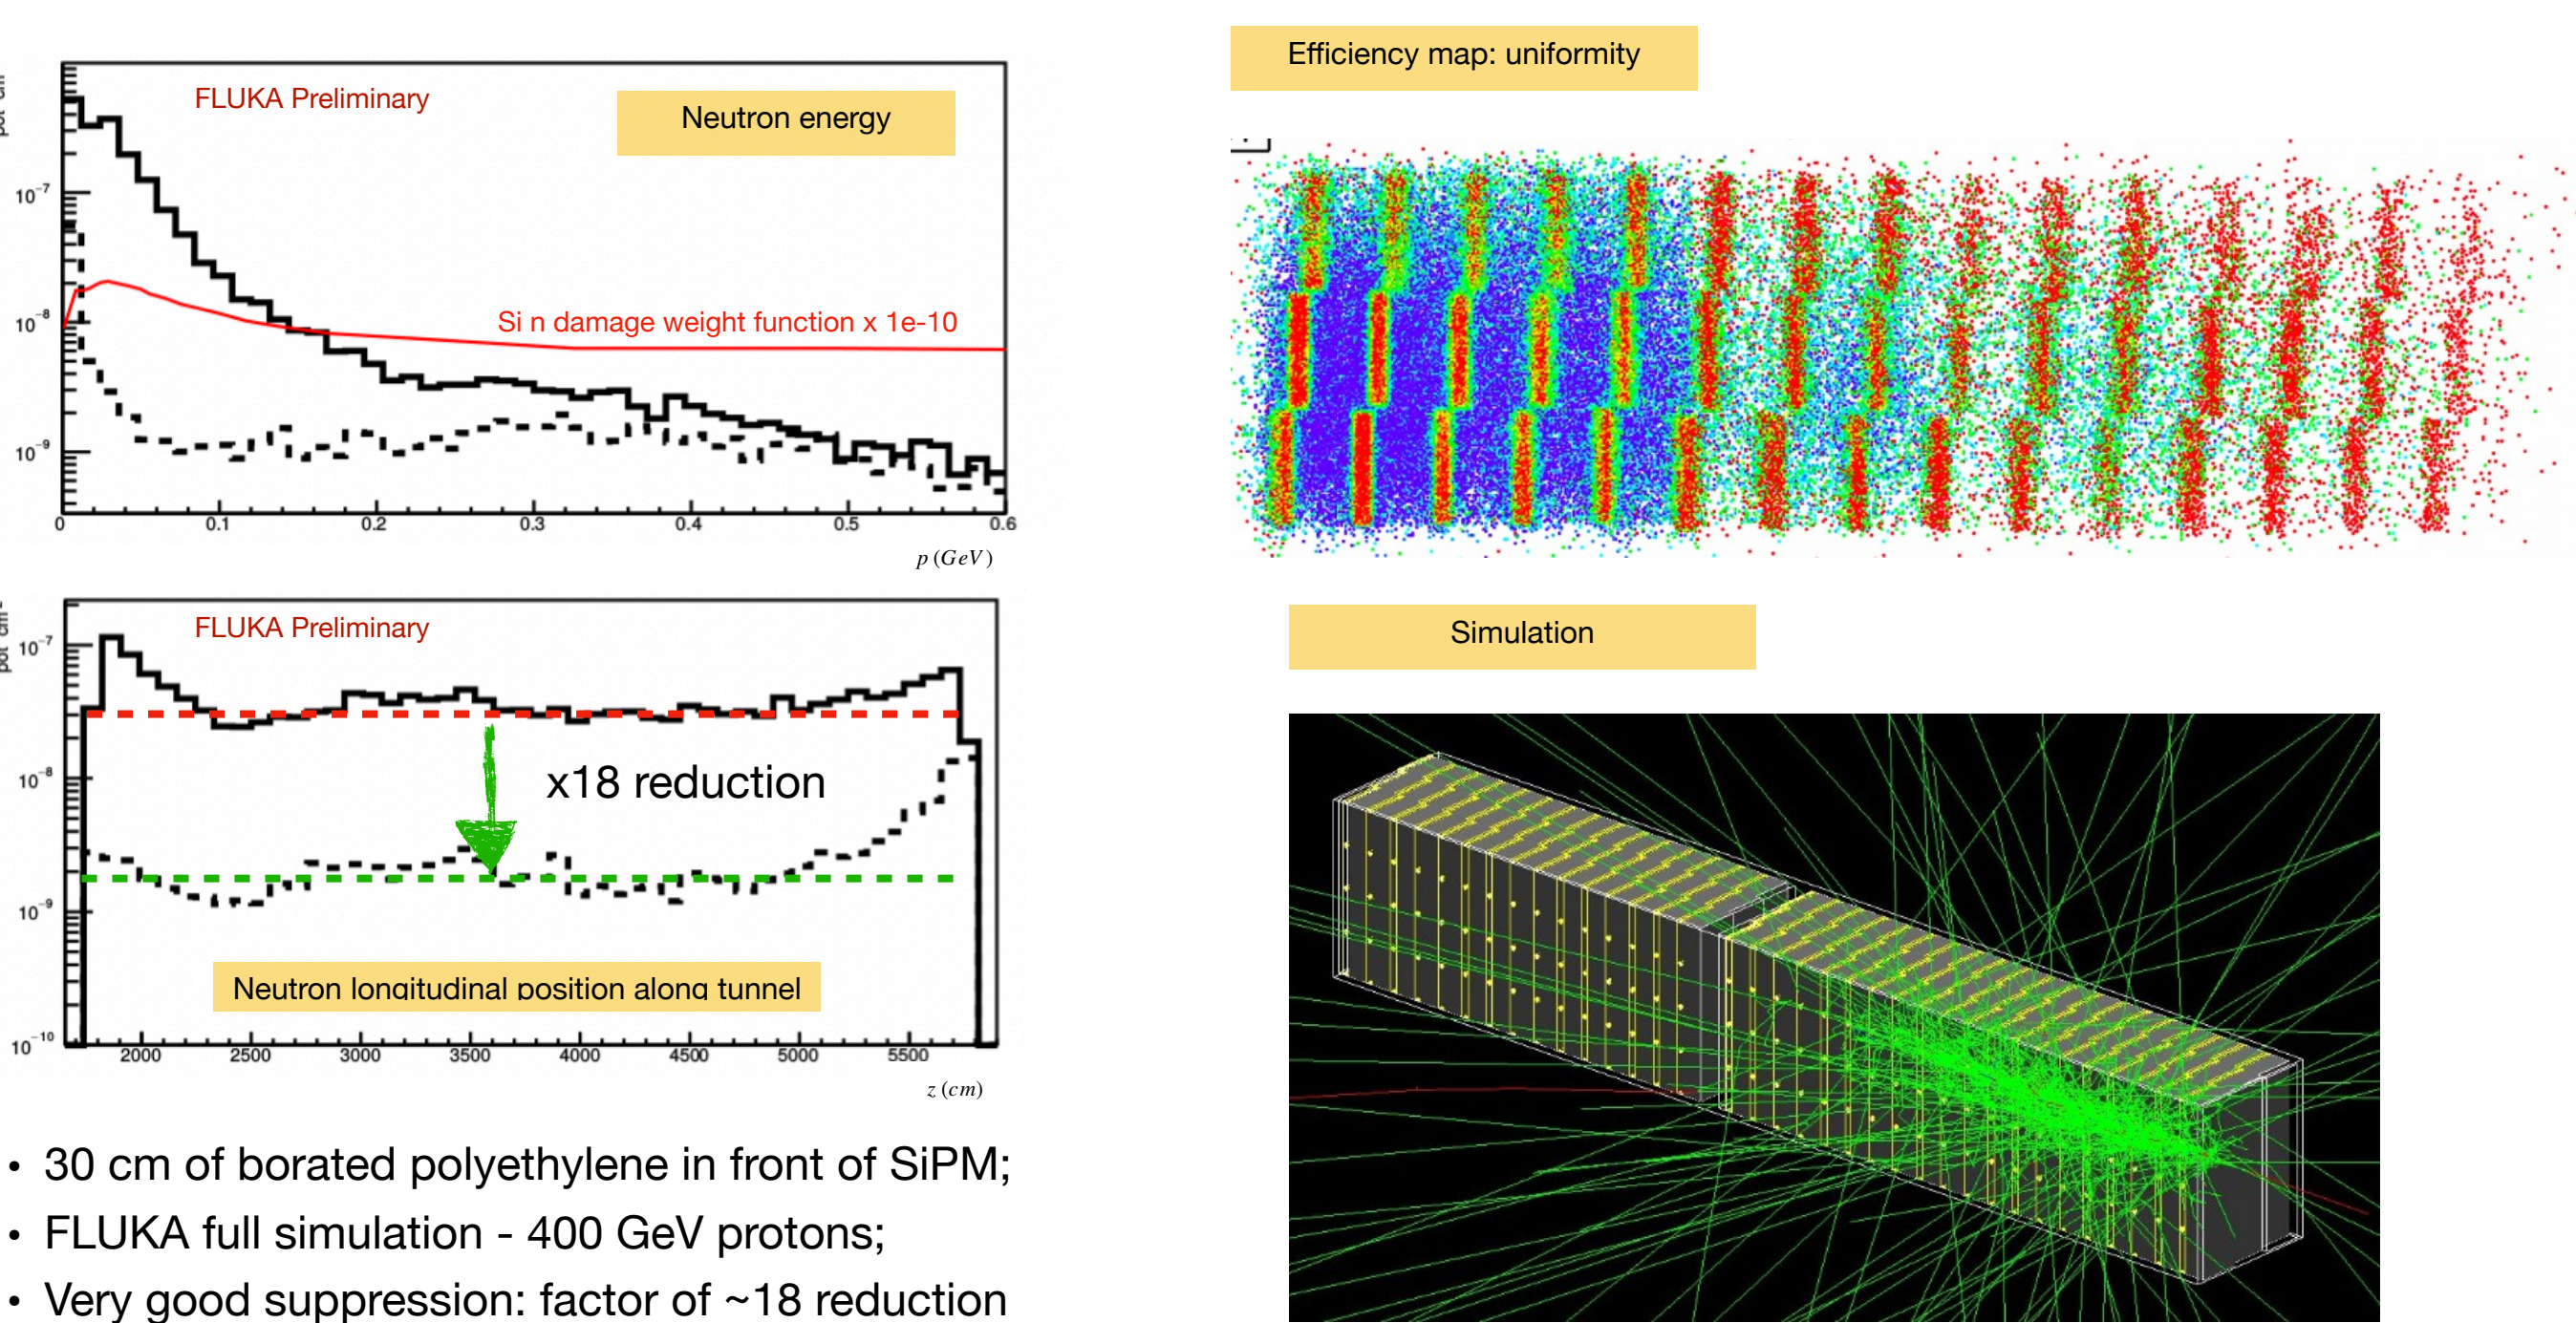 FLUKA Preliminary
Neutron energy
10⁻⁷
10⁻⁸
10⁻⁹
Si n damage weight function x 1e-10
0 0.1 0.2 0.3 0.4 0.5 0.6
p (GeV)
FLUKA Preliminary
10⁻⁷
10⁻⁸
10⁻⁹
10⁻¹⁰
x18 reduction
Neutron longitudinal position along tunnel
2000 2500 3000 3500 4000 4500 5000 5500
z (cm)
• 30 cm of borated polyethylene in front of SiPM;
• FLUKA full simulation - 400 GeV protons;
• Very good suppression: factor of ~18 reduction
Efficiency map: uniformity
Simulation